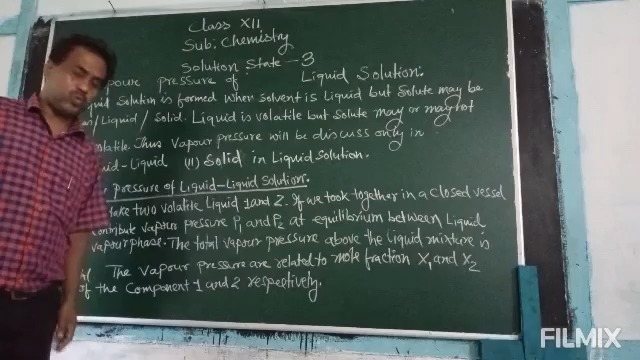 Class XII
Sub: Chemistry
Solution State - 3
pressure of Liquid Solution:
Solution is formed when solvent is Liquid but Solute may be
/ Liquid / Solid. Liquid is volatile but Solute may or may not
volatile. Thus Vapour pressure will be discuss only in
Liquid (II) Solid in Liquid Solution.
pressure of Liquid-Liquid Solution:
take two volatile Liquid 1 and 2. If we took together in a closed vessel
contribute vapour pressure P1 and P2 at equilibrium between Liquid
vapour phase. The total vapour pressure above the liquid mixture is
The Vapour pressure are related to mole fraction X1 and X2
of the Component 1 and 2 respectively.
FILMIX